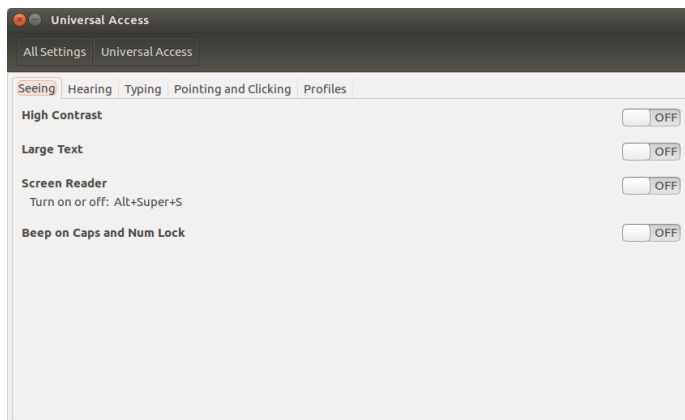 Universal Access
All Settings Universal Access
Seeing Hearing Typing Pointing and Clicking Profiles
High Contrast OFF
Large Text OFF
Screen Reader OFF
Turn on or off: Alt+Super+S
Beep on Caps and Num Lock OFF